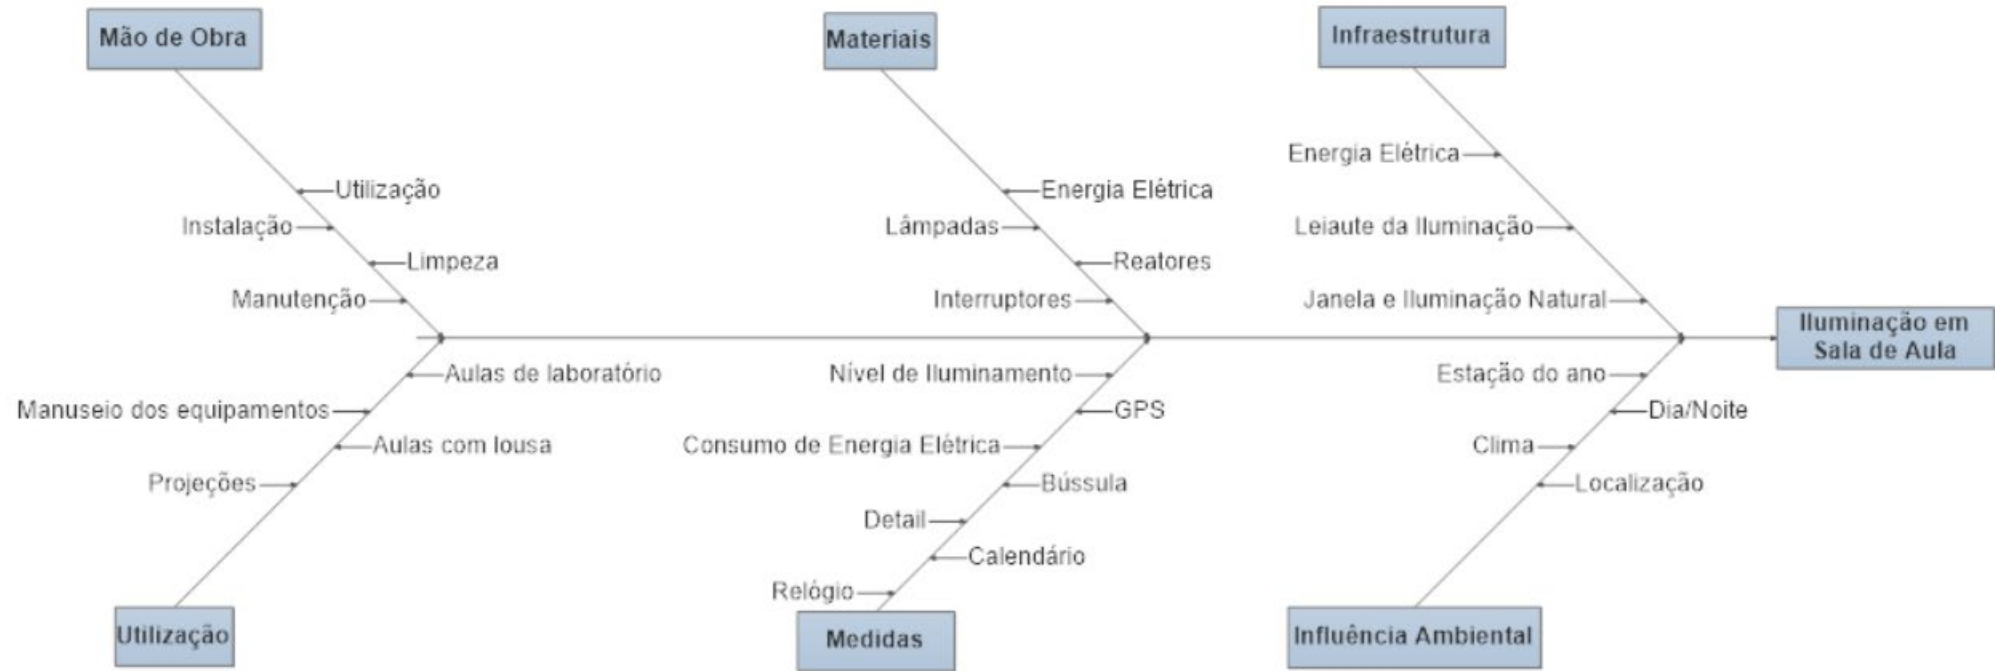 Mão de Obra
Materiais
Infraestrutura
Energia Elétrica
Utilização
Energia Elétrica
Instalação
Lâmpadas
Leiaute da Iluminação
Limpeza
Reatores
Manutenção
Interruptores
Janela e Iluminação Natural
Iluminação em
Sala de Aula
Aulas de laboratório
Nível de Iluminamento
Estação do ano
Manuseio dos equipamentos
GPS
Dia/Noite
Aulas com lousa
Consumo de Energia Elétrica
Clima
Projeções
Bússula
Localização
Detail
Calendário
Relógio
Utilização
Medidas
Influência Ambiental